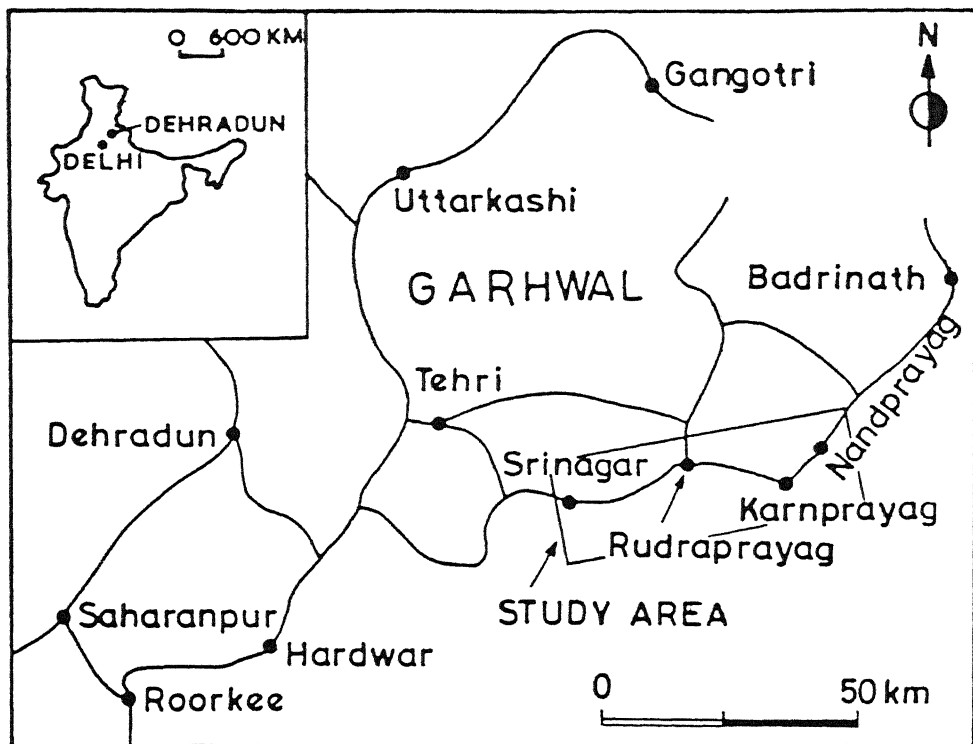 0 600 KM
DEHRADUN
DELHI
N
Gangotri
Uttarkashi
GARHWAL
Badrinath
Tehri
Nandprayag
Dehradun
Srinagar
Karnprayag
Rudraprayag
STUDY AREA
Saharanpur
Hardwar
Roorkee
0 50 km